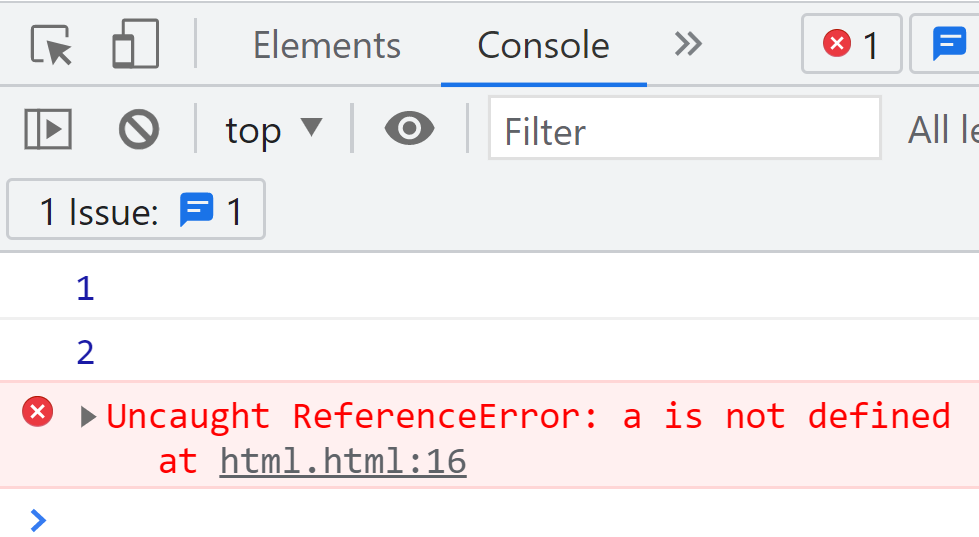 Elements Console 1
top Filter All le
1 Issue: 1
1
2
Uncaught ReferenceError: a is not defined
at html.html:16